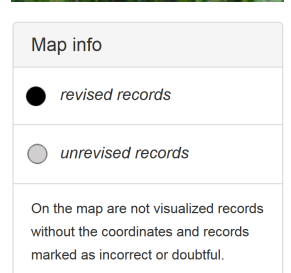 Map info
revised records
unrevised records
On the map are not visualized records
without the coordinates and records
marked as incorrect or doubtful.